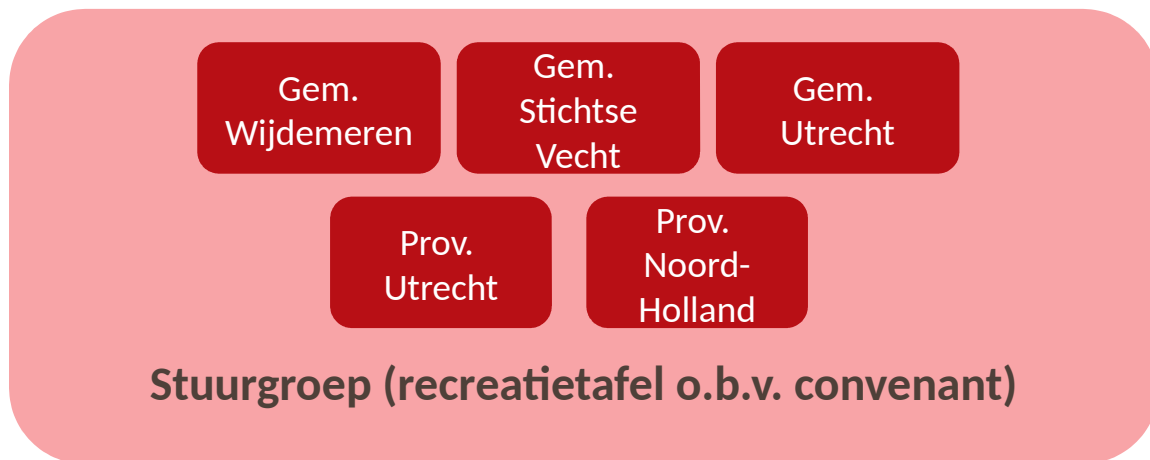 Gem.
Wijdemeren
Gem.
Stichtse
Vecht
Gem.
Utrecht
Prov.
Utrecht
Prov.
Noord-
Holland
Stuurgroep (recreatietafel o.b.v. convenant)